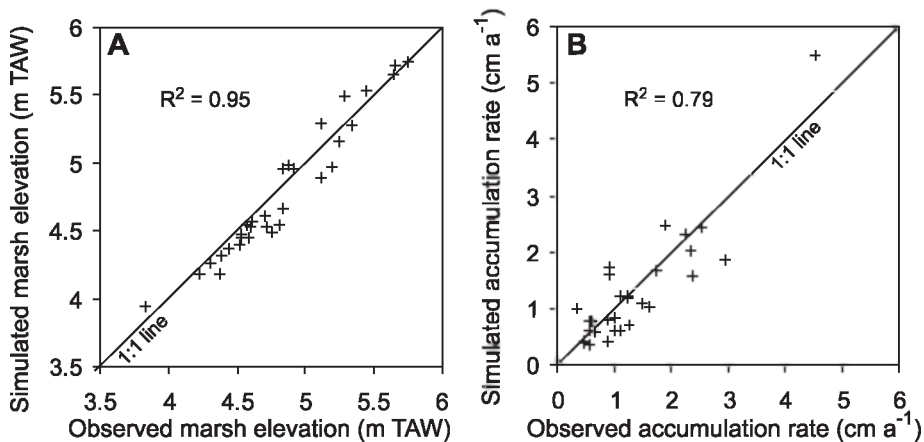 A
R² = 0.95
1:1 line
Simulated marsh elevation (m TAW)
6
5.5
5
4.5
4
3.5
3.5
4
4.5
5
5.5
6
Observed marsh elevation (m TAW)
B
R² = 0.79
1:1 line
Simulated accumulation rate (cm a⁻¹)
6
5
4
3
2
1
0
0
1
2
3
4
5
6
Observed accumulation rate (cm a⁻¹)